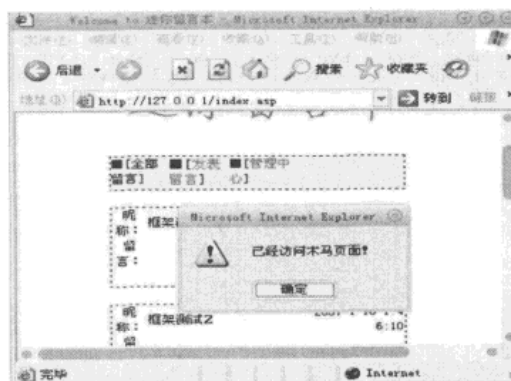 Welcome to 迷你留言本 - Microsoft Internet Explorer
后退 搜索 收藏夹
http://127.0.0.1/index.asp 转到 链接
■[全部留言] ■[发表留言] ■[管理中心]
昵称: 框架
留言:
Microsoft Internet Explorer
已经访问木马页面!
确定
昵称: 框架测试2
6:10
留
完毕 Internet